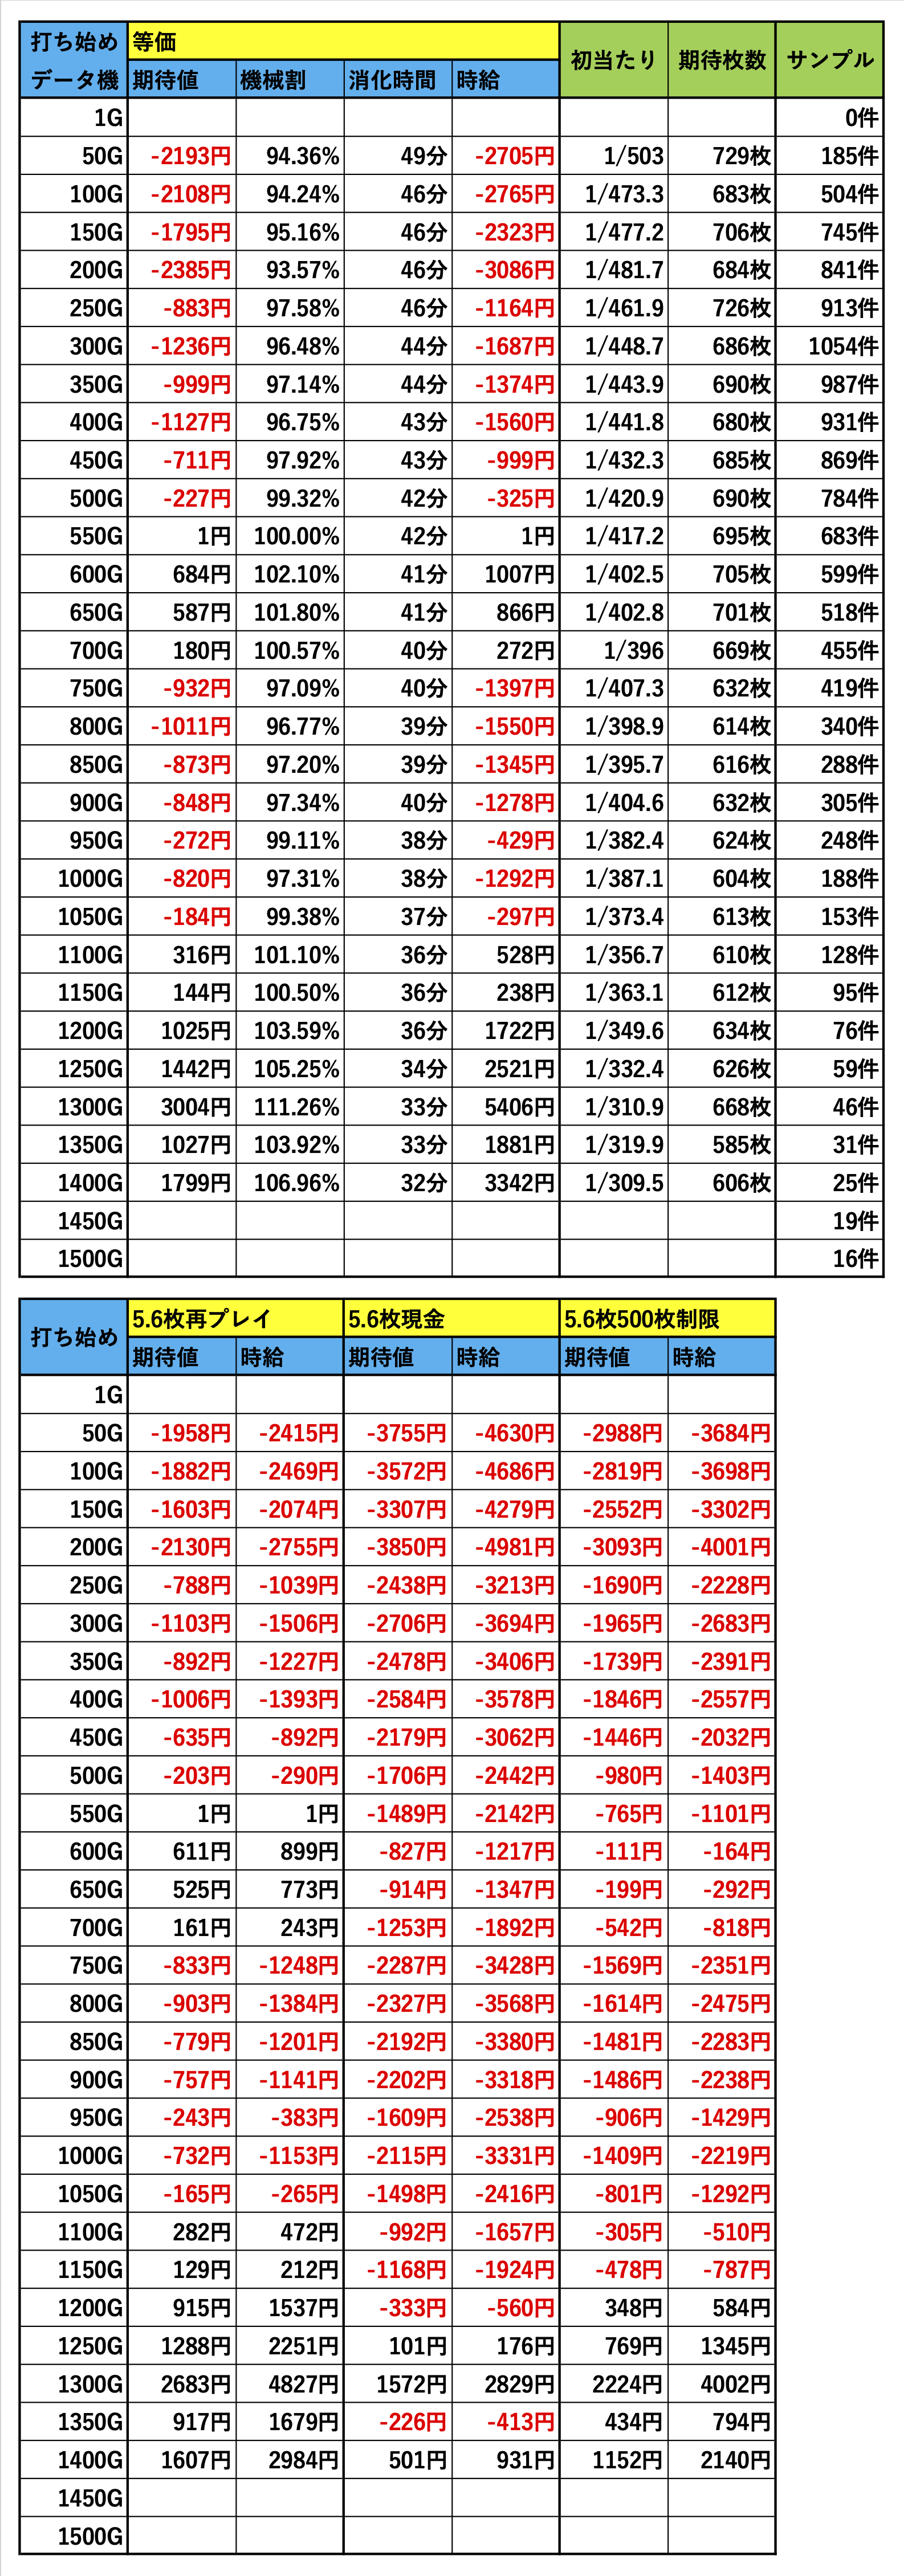 打ち始め 等価 初当たり 期待枚数 サンプル
データ機 期待値 機械割 消化時間 時給
1G 0件
50G -2193円 94.36% 49分 -2705円 1/503 729枚 185件
100G -2108円 94.24% 46分 -2765円 1/473.3 683枚 504件
150G -1795円 95.16% 46分 -2323円 1/477.2 706枚 745件
200G -2385円 93.57% 46分 -3086円 1/481.7 684枚 841件
250G -883円 97.58% 46分 -1164円 1/461.9 726枚 913件
300G -1236円 96.48% 44分 -1687円 1/448.7 686枚 1054件
350G -999円 97.14% 44分 -1374円 1/443.9 690枚 987件
400G -1127円 96.75% 43分 -1560円 1/441.8 680枚 931件
450G -711円 97.92% 43分 -999円 1/432.3 685枚 869件
500G -227円 99.32% 42分 -325円 1/420.9 690枚 784件
550G 1円 100.00% 42分 1円 1/417.2 695枚 683件
600G 684円 102.10% 41分 1007円 1/402.5 705枚 599件
650G 587円 101.80% 41分 866円 1/402.8 701枚 518件
700G 180円 100.57% 40分 272円 1/396 669枚 455件
750G -932円 97.09% 40分 -1397円 1/407.3 632枚 419件
800G -1011円 96.77% 39分 -1550円 1/398.9 614枚 340件
850G -873円 97.20% 39分 -1345円 1/395.7 616枚 288件
900G -848円 97.34% 40分 -1278円 1/404.6 632枚 305件
950G -272円 99.11% 38分 -429円 1/382.4 624枚 248件
1000G -820円 97.31% 38分 -1292円 1/387.1 604枚 188件
1050G -184円 99.38% 37分 -297円 1/373.4 613枚 153件
1100G 316円 101.10% 36分 528円 1/356.7 610枚 128件
1150G 144円 100.50% 36分 238円 1/363.1 612枚 95件
1200G 1025円 103.59% 36分 1722円 1/349.6 634枚 76件
1250G 1442円 105.25% 34分 2521円 1/332.4 626枚 59件
1300G 3004円 111.26% 33分 5406円 1/310.9 668枚 46件
1350G 1027円 103.92% 33分 1881円 1/319.9 585枚 31件
1400G 1799円 106.96% 32分 3342円 1/309.5 606枚 25件
1450G 19件
1500G 16件
打ち始め 5.6枚再プレイ 5.6枚現金 5.6枚500枚制限
期待値 時給 期待値 時給 期待値 時給
1G
50G -1958円 -2415円 -3755円 -4630円 -2988円 -3684円
100G -1882円 -2469円 -3572円 -4686円 -2819円 -3698円
150G -1603円 -2074円 -3307円 -4279円 -2552円 -3302円
200G -2130円 -2755円 -3850円 -4981円 -3093円 -4001円
250G -788円 -1039円 -2438円 -3213円 -1690円 -2228円
300G -1103円 -1506円 -2706円 -3694円 -1965円 -2683円
350G -892円 -1227円 -2478円 -3406円 -1739円 -2391円
400G -1006円 -1393円 -2584円 -3578円 -1846円 -2557円
450G -635円 -892円 -2179円 -3062円 -1446円 -2032円
500G -203円 -290円 -1706円 -2442円 -980円 -1403円
550G 1円 1円 -1489円 -2142円 -765円 -1101円
600G 611円 899円 -827円 -1217円 -111円 -164円
650G 525円 773円 -914円 -1347円 -199円 -292円
700G 161円 243円 -1253円 -1892円 -542円 -818円
750G -833円 -1248円 -2287円 -3428円 -1569円 -2351円
800G -903円 -1384円 -2327円 -3568円 -1614円 -2475円
850G -779円 -1201円 -2192円 -3380円 -1481円 -2283円
900G -757円 -1141円 -2202円 -3318円 -1486円 -2238円
950G -243円 -383円 -1609円 -2538円 -906円 -1429円
1000G -732円 -1153円 -2115円 -3331円 -1409円 -2219円
1050G -165円 -265円 -1498円 -2416円 -801円 -1292円
1100G 282円 472円 -992円 -1657円 -305円 -510円
1150G 129円 212円 -1168円 -1924円 -478円 -787円
1200G 915円 1537円 -333円 -560円 348円 584円
1250G 1288円 2251円 101円 176円 769円 1345円
1300G 2683円 4827円 1572円 2829円 2224円 4002円
1350G 917円 1679円 -226円 -413円 434円 794円
1400G 1607円 2984円 501円 931円 1152円 2140円
1450G
1500G